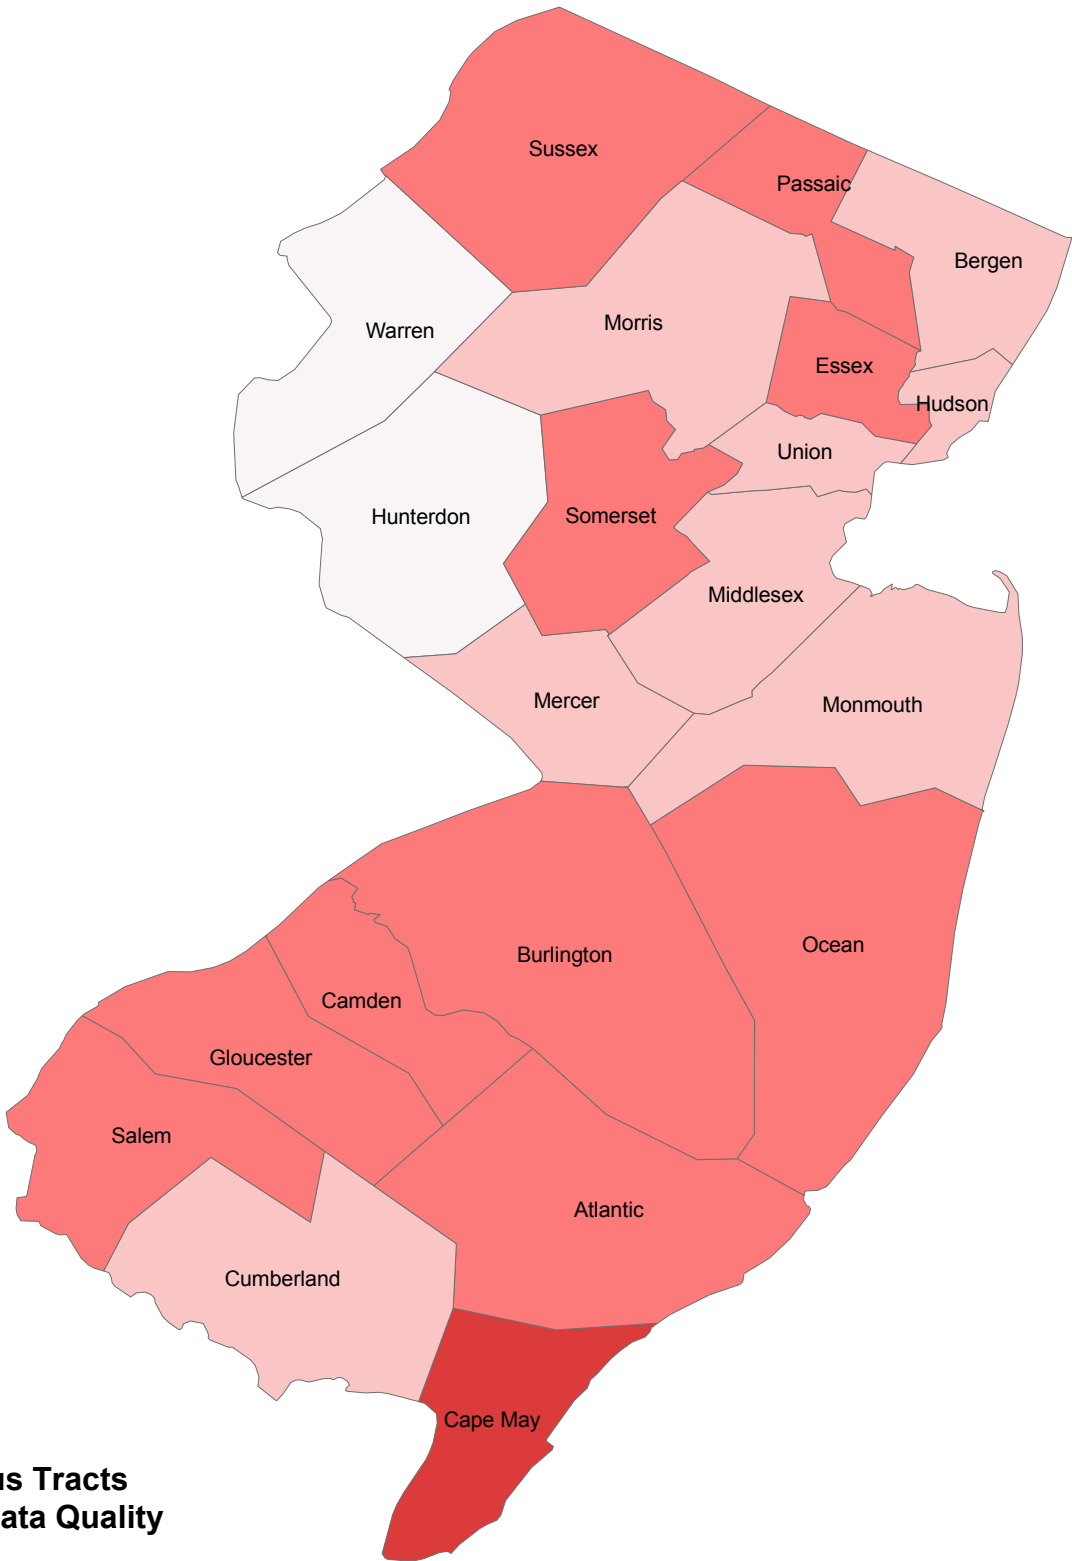 Sussex
Passaic
Bergen
Warren
Morris
Essex
Hudson
Union
Hunterdon
Somerset
Middlesex
Mercer
Monmouth
Ocean
Burlington
Camden
Gloucester
Salem
Atlantic
Cumberland
Cape May
Tracts
Quality